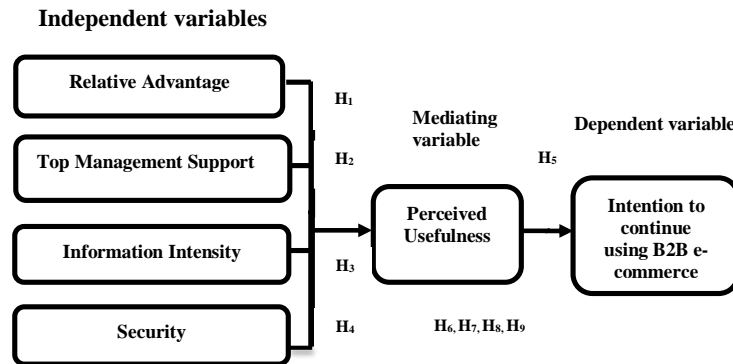 Independent variables
Relative Advantage
H1
Mediating
variable
Dependent variable
Top Management Support
H2
H5
Perceived
Usefulness
Intention to
continue
using B2B e-
commerce
Information Intensity
H3
Security
H4
H6, H7, H8, H9